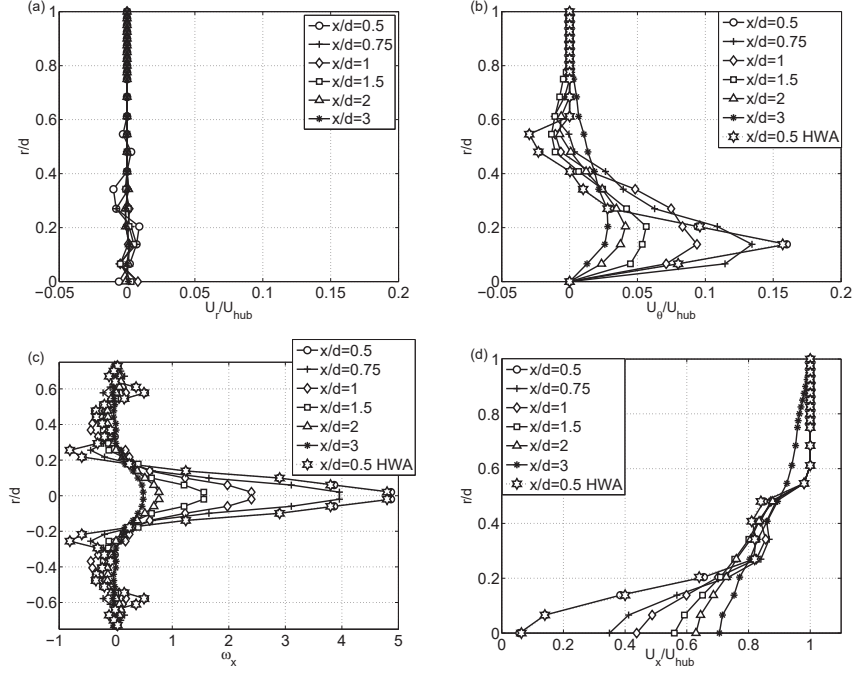 (a)
x/d=0.5
x/d=0.75
x/d=1
x/d=1.5
x/d=2
x/d=3
1
0.8
0.6
0.4
0.2
0
r/d
−0.05
0
0.05
0.1
0.15
0.2
U_r/U_hub
(b)
x/d=0.5
x/d=0.75
x/d=1
x/d=1.5
x/d=2
x/d=3
x/d=0.5 HWA
1
0.8
0.6
0.4
0.2
0
r/d
−0.05
0
0.05
0.1
0.15
0.2
U_θ/U_hub
(c)
x/d=0.5
x/d=0.75
x/d=1
x/d=1.5
x/d=2
x/d=3
x/d=0.5 HWA
0.6
0.4
0.2
0
−0.2
−0.4
−0.6
r/d
−1
0
1
2
3
4
5
ω_x
(d)
x/d=0.5
x/d=0.75
x/d=1
x/d=1.5
x/d=2
x/d=3
x/d=0.5 HWA
1
0.8
0.6
0.4
0.2
0
r/d
0
0.2
0.4
0.6
0.8
1
U_x/U_hub